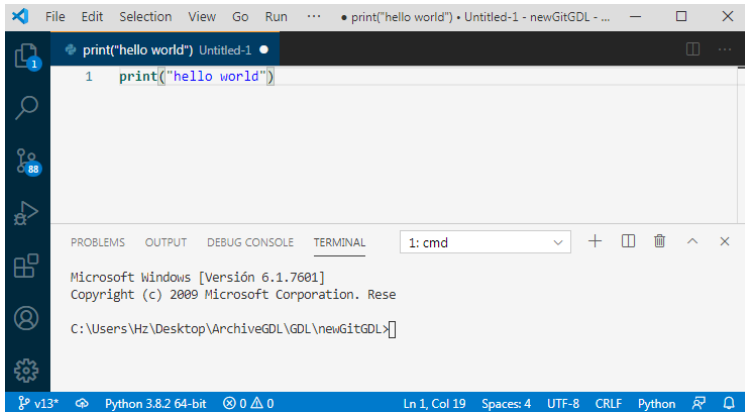 File Edit Selection View Go Run ··· ● print("hello world") • Untitled-1 - newGitGDL - ...
print("hello world") Untitled-1 ●
1 print("hello world")
1
88
PROBLEMS OUTPUT DEBUG CONSOLE TERMINAL 1: cmd
Microsoft Windows [Versión 6.1.7601]
Copyright (c) 2009 Microsoft Corporation. Rese
C:\Users\Hz\Desktop\ArchiveGDL\GDL\newGitGDL>
v13* Python 3.8.2 64-bit 0 0 Ln 1, Col 19 Spaces: 4 UTF-8 CRLF Python